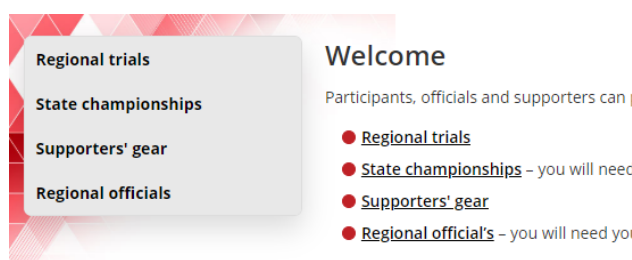 Regional trials
State championships
Supporters' gear
Regional officials
Welcome
Participants, officials and supporters can
Regional trials
State championships – you will need
Supporters' gear
Regional official's – you will need you